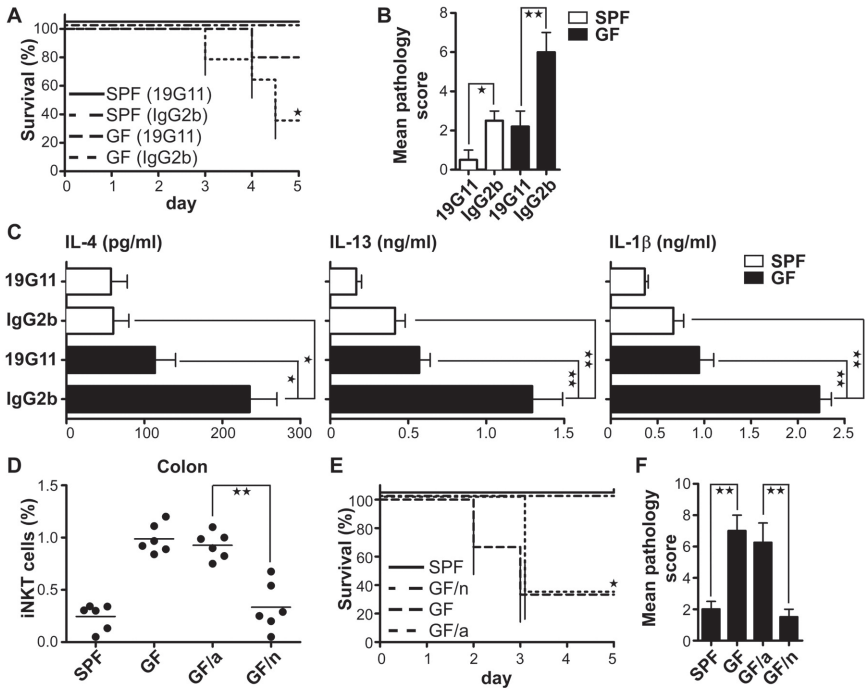 A
Survival (%)
100
80
60
40
20
0
SPF (19G11)
SPF (IgG2b)
GF (19G11)
GF (IgG2b)
★
0 1 2 3 4 5
day
B
Mean pathology
score
8
6
4
2
0
★
★★
SPF
GF
19G11
IgG2b
19G11
IgG2b
C
IL-4 (pg/ml)
IL-13 (ng/ml)
IL-1β (ng/ml)
SPF
GF
19G11
IgG2b
19G11
IgG2b
★
★
★★
★★
★★
★★
0 100 200 300
0 0.5 1.0 1.5
0 0.5 1.0 1.5 2.0 2.5
D
Colon
iNKT cells (%)
1.5
1.0
0.5
0.0
★★
SPF
GF
GF/a
GF/n
E
Survival (%)
100
80
60
40
20
0
SPF
GF/n
GF
GF/a
★
0 1 2 3 4 5
day
F
Mean pathology
score
10
8
6
4
2
0
★★
★★
SPF
GF
GF/a
GF/n